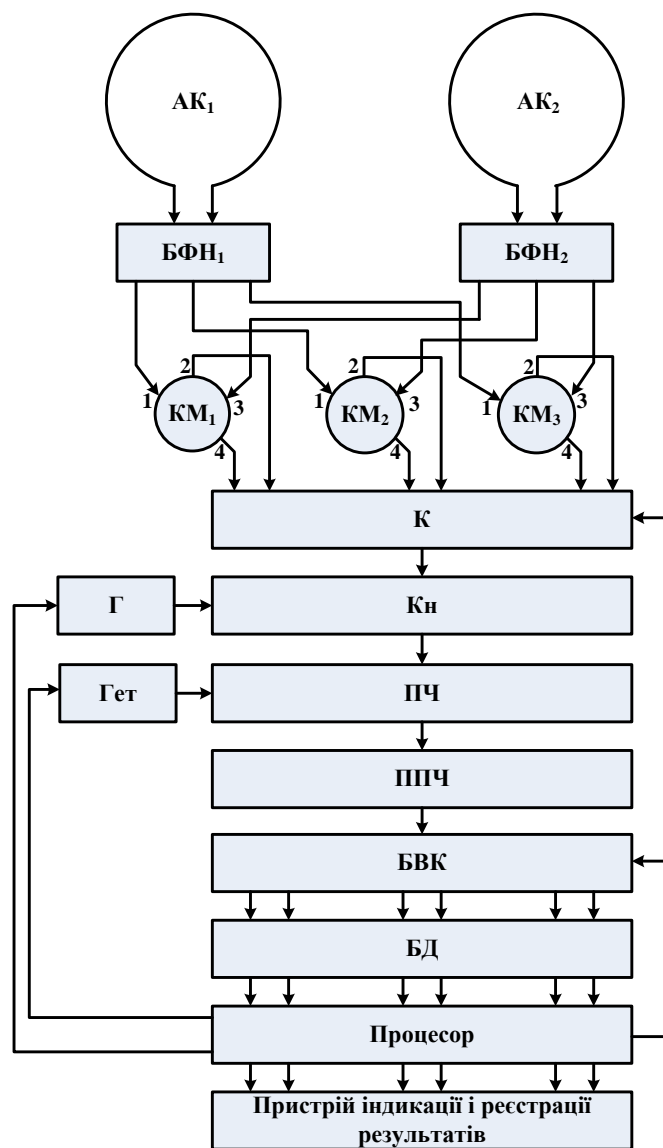 АК₁
АК₂
БФН₁
БФН₂
1
2
3
4
КМ₁
1
2
3
4
КМ₂
1
2
3
4
КМ₃
К
Г
Кн
Гет
ПЧ
ППЧ
БВК
БД
Процесор
Пристрій індикації і реєстрації
результатів